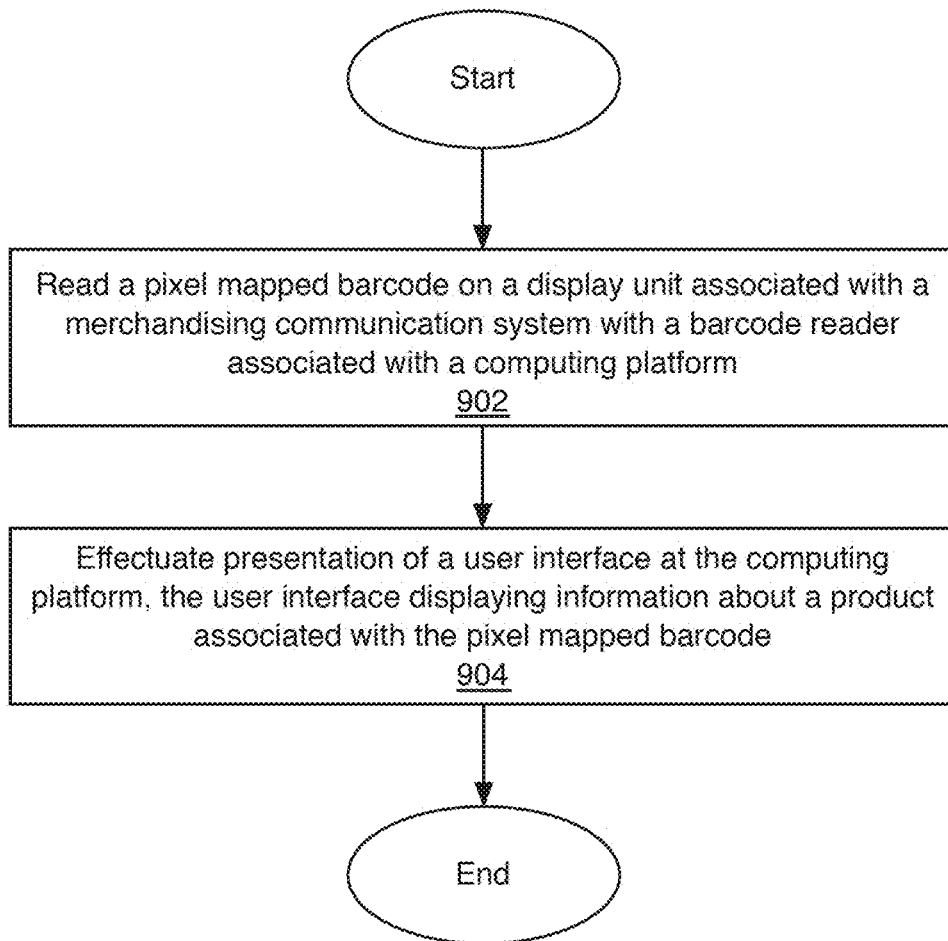 Start
Read a pixel mapped barcode on a display unit associated with a
merchandising communication system with a barcode reader
associated with a computing platform
902
Effectuate presentation of a user interface at the computing
platform, the user interface displaying information about a product
associated with the pixel mapped barcode
904
End